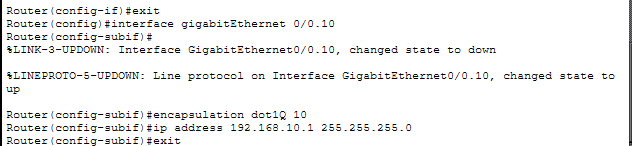 Router(config-if)#exit
Router(config)#interface gigabitEthernet 0/0.10
Router(config-subif)#
%LINK-3-UPDOWN: Interface GigabitEthernet0/0.10, changed state to down
%LINEPROTO-5-UPDOWN: Line protocol on Interface GigabitEthernet0/0.10, changed state to
up
Router(config-subif)#encapsulation dot1Q 10
Router(config-subif)#ip address 192.168.10.1 255.255.255.0
Router(config-subif)#exit